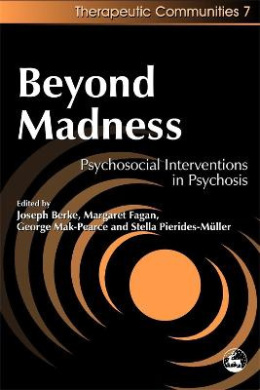 Therapeutic Communities 7
Beyond
Madness
Psychosocial Interventions
in Psychosis
Edited by
Joseph Berke, Margaret Fagan,
George Mak-Pearce and Stella Pierides-Müller